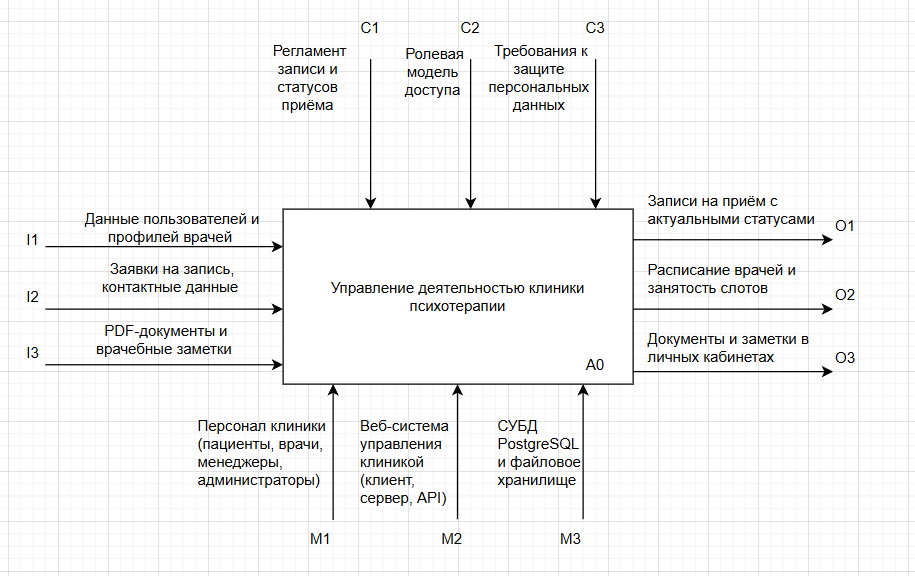 C1
C2
C3
Регламент
записи и
статусов
приёма
Ролевая
модель
доступа
Требования к
защите
персональных
данных
I1
Данные пользователей и
профилей врачей
I2
Заявки на запись,
контактные данные
I3
PDF-документы и
врачебные заметки
Управление деятельностью клиники
психотерапии
A0
Записи на приём с
актуальными статусами
O1
Расписание врачей и
занятость слотов
O2
Документы и заметки в
личных кабинетах
O3
Персонал клиники
(пациенты, врачи,
менеджеры,
администраторы)
Веб-система
управления
клиникой
(клиент,
сервер, API)
СУБД
PostgreSQL
и файловое
хранилище
M1
M2
M3